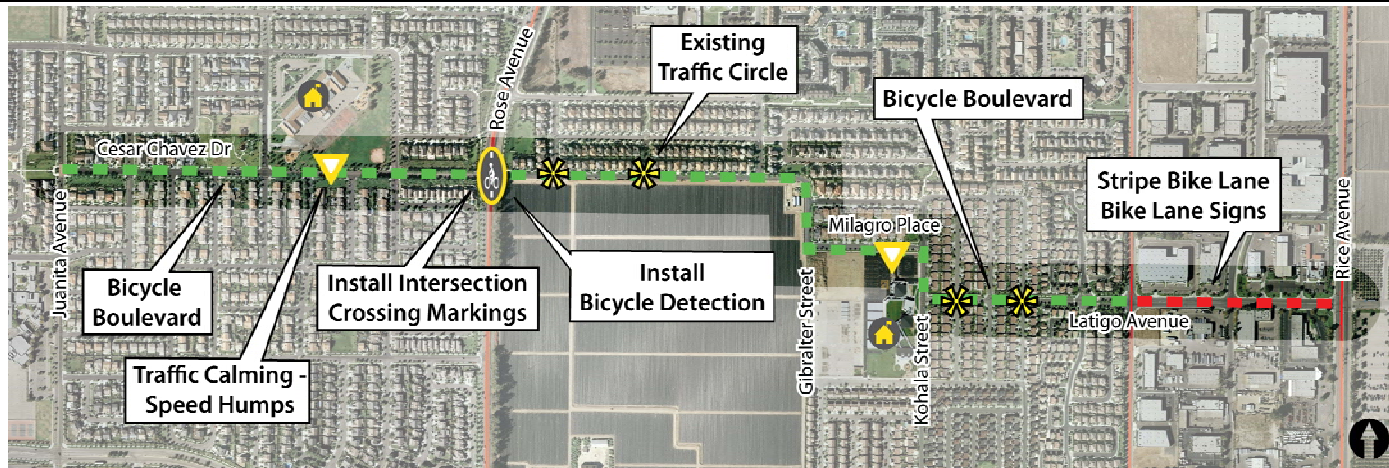 Existing
Traffic Circle
Rose Avenue
Bicycle Boulevard
Cesar Chavez Dr
Stripe Bike Lane
Bike Lane Signs
Juanita Avenue
Milagro Place
Rice Avenue
Bicycle
Boulevard
Install Intersection
Crossing Markings
Install
Bicycle Detection
Gibralter Street
Kohala Street
Latigo Avenue
Traffic Calming -
Speed Humps